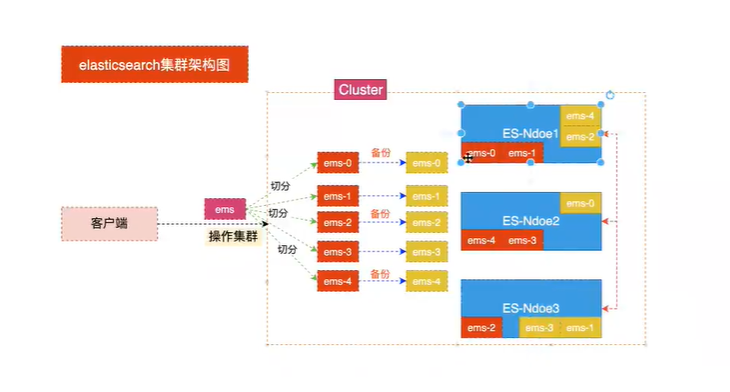 elasticsearch集群架构图
Cluster
ems-4
ES-Ndoe1
ems-2
ems-0
ems-1
ems-0
备份
ems-0
切分
ems-1
ems-1
ems
切分
ems-2
备份
ems-2
客户端
操作集群
切分
ems-3
ems-3
ems-4
备份
ems-4
ems-0
ES-Ndoe2
ems-4
ems-3
ES-Ndoe3
ems-2
ems-3
ems-1